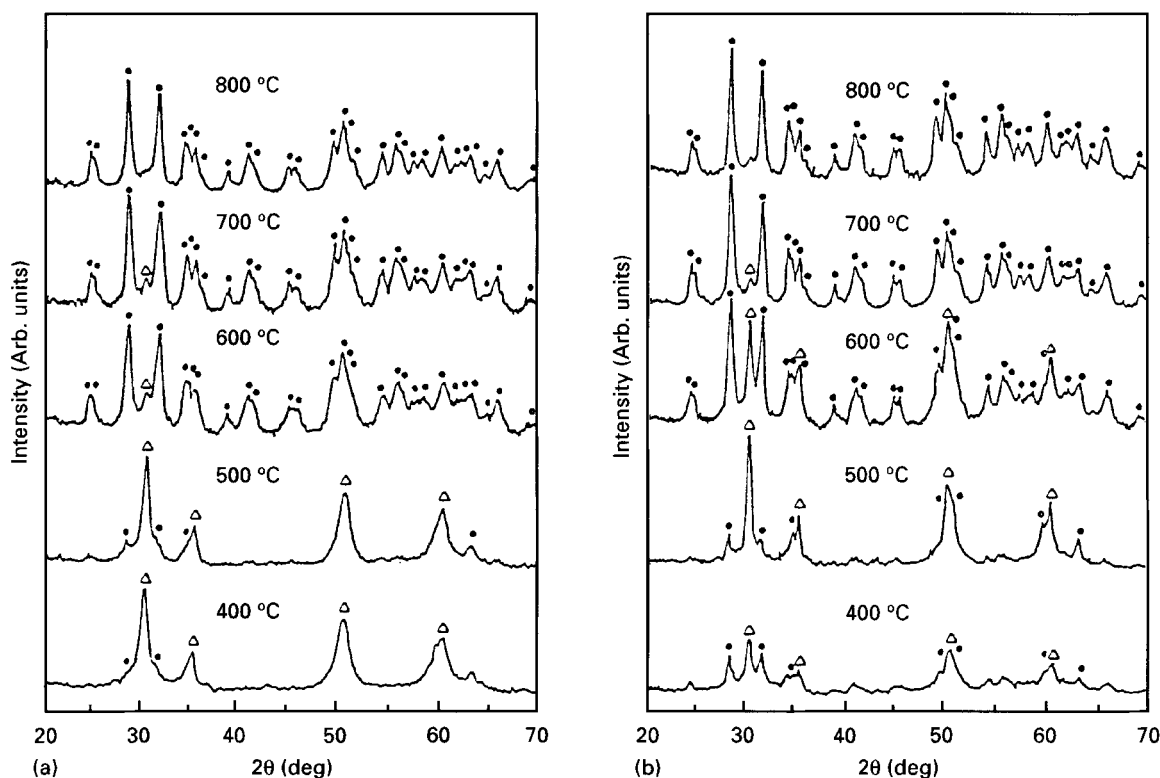 Intensity (Arb. units)
800 °C
700 °C
600 °C
500 °C
400 °C
20 30 40 50 60 70
(a) 2θ (deg)
Intensity (Arb. units)
800 °C
700 °C
600 °C
500 °C
400 °C
20 30 40 50 60 70
(b) 2θ (deg)